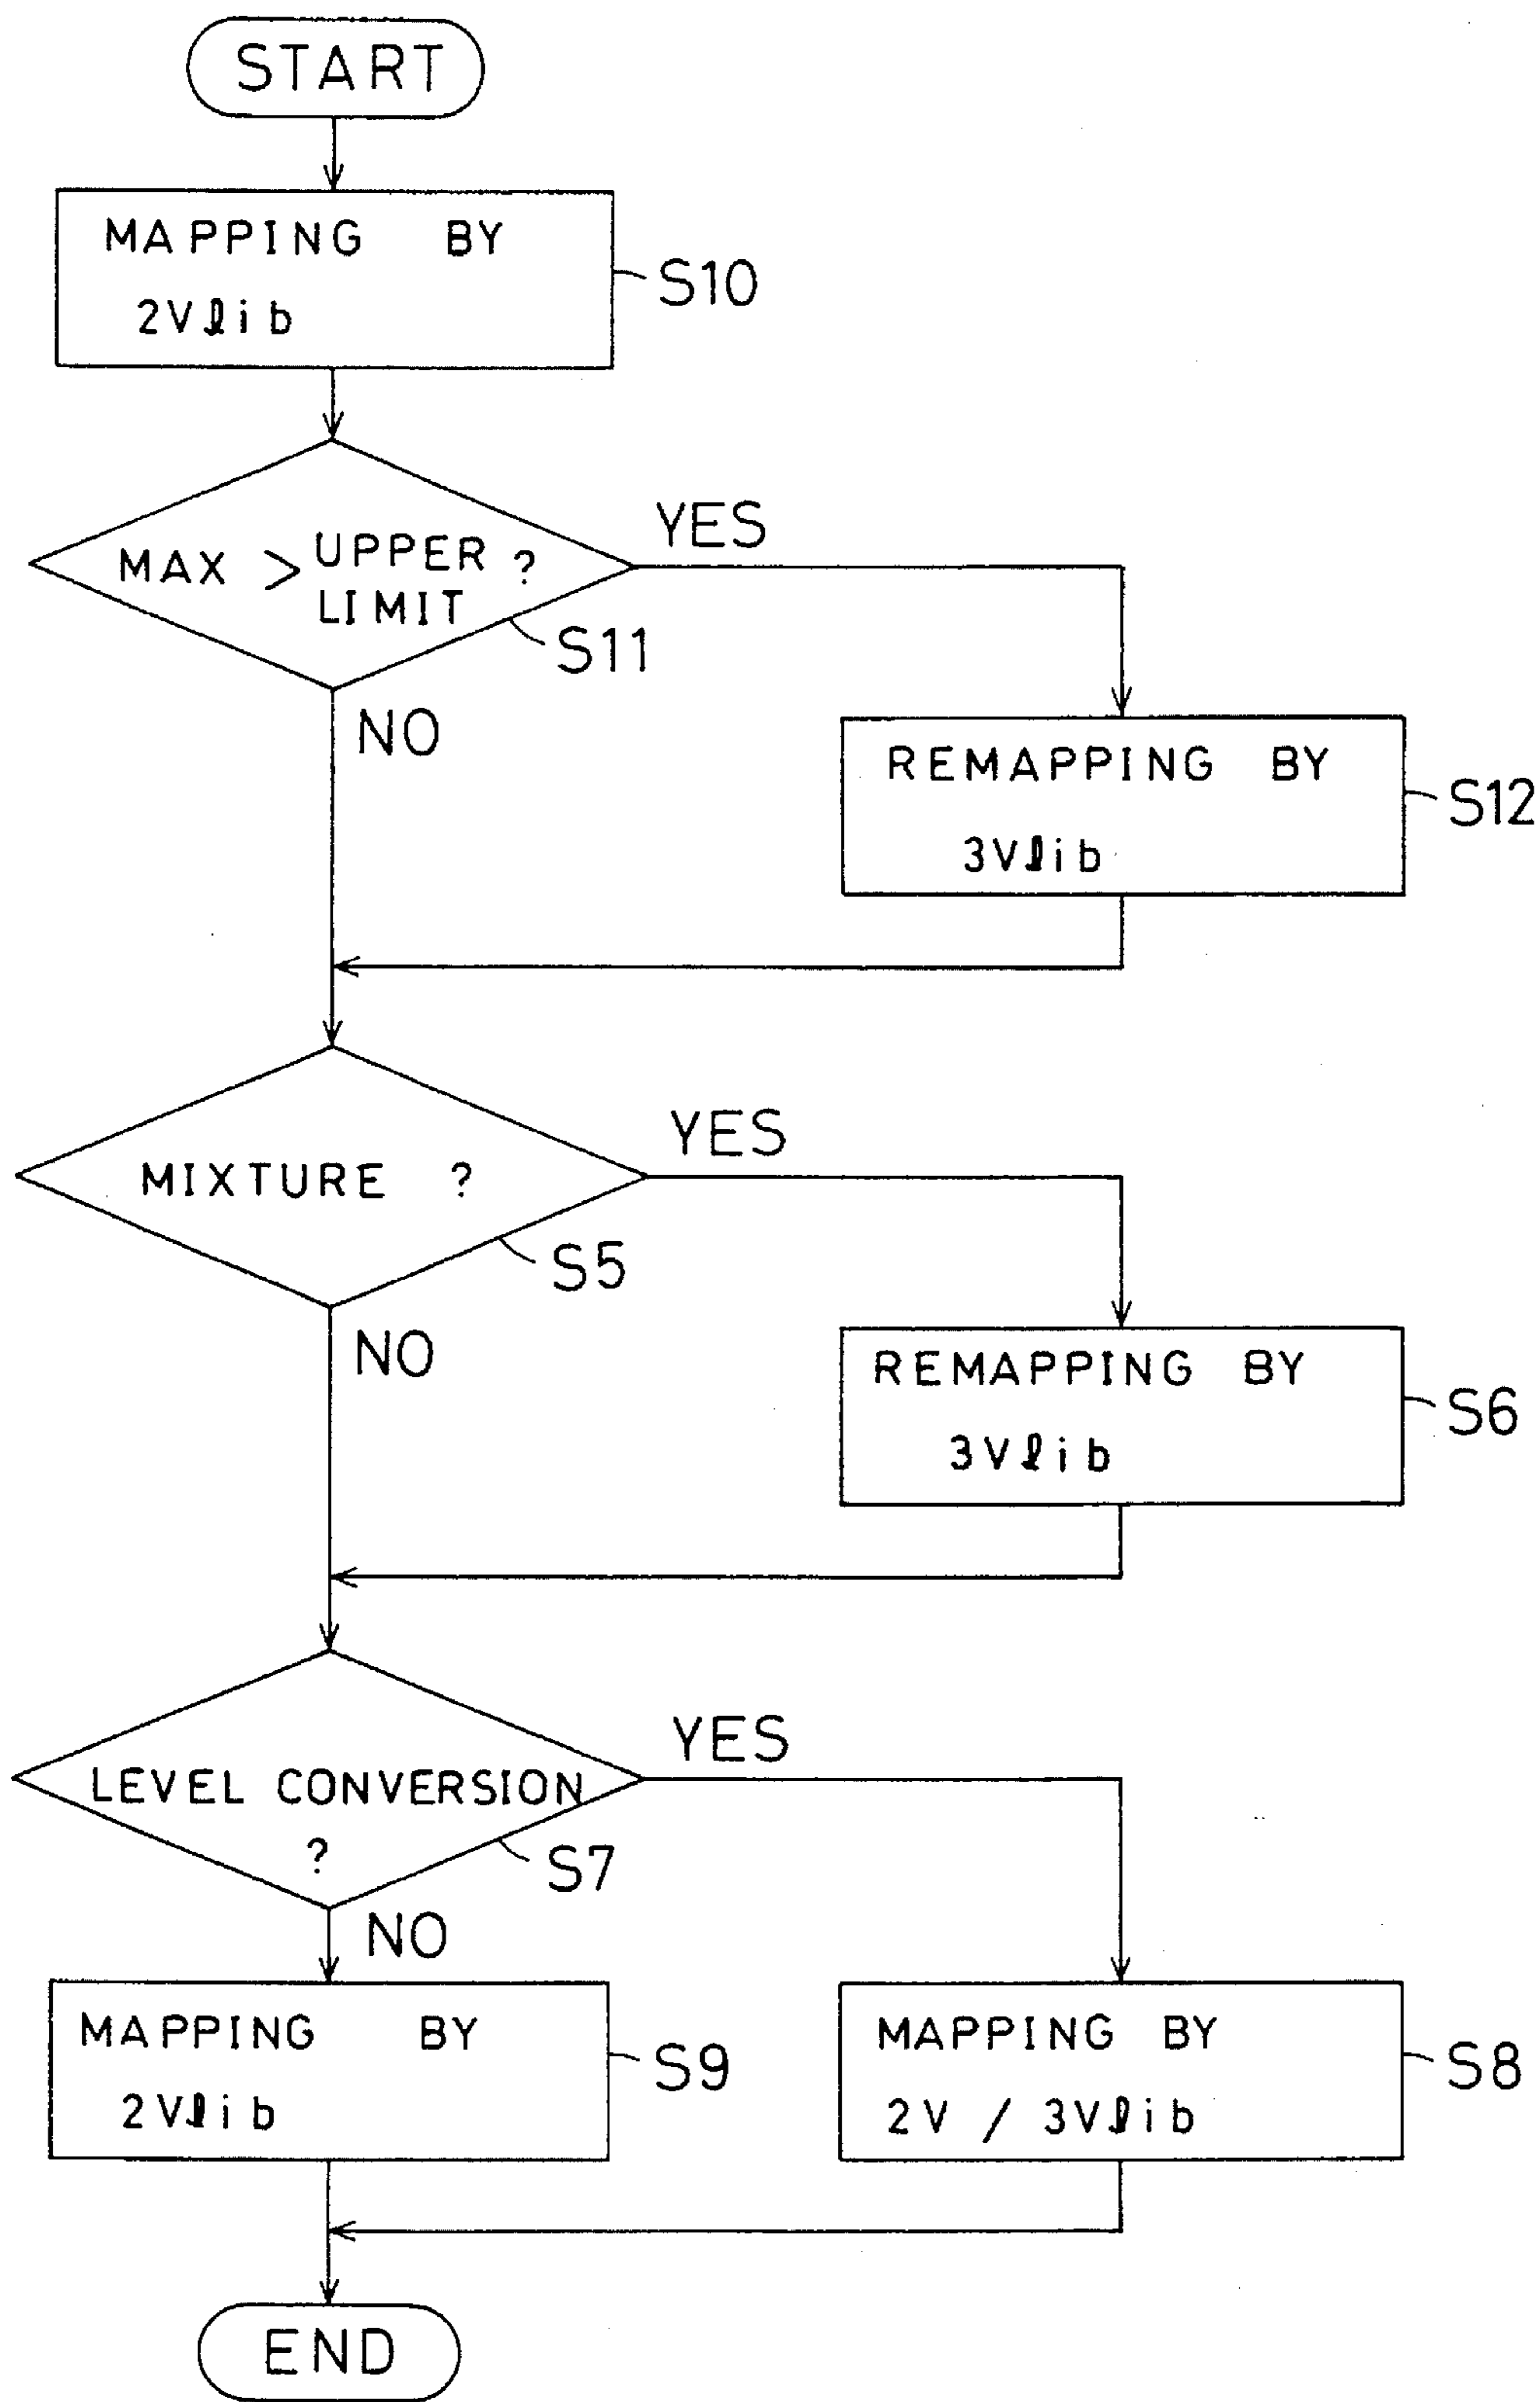 START
MAPPING BY
2Vlib
S10
MAX > UPPER LIMIT ?
YES
S11
NO
REMAPPING BY
3Vlib
S12
MIXTURE ?
YES
S5
NO
REMAPPING BY
3Vlib
S6
LEVEL CONVERSION
?
YES
S7
NO
MAPPING BY
2Vlib
S9
MAPPING BY
2V / 3Vlib
S8
END